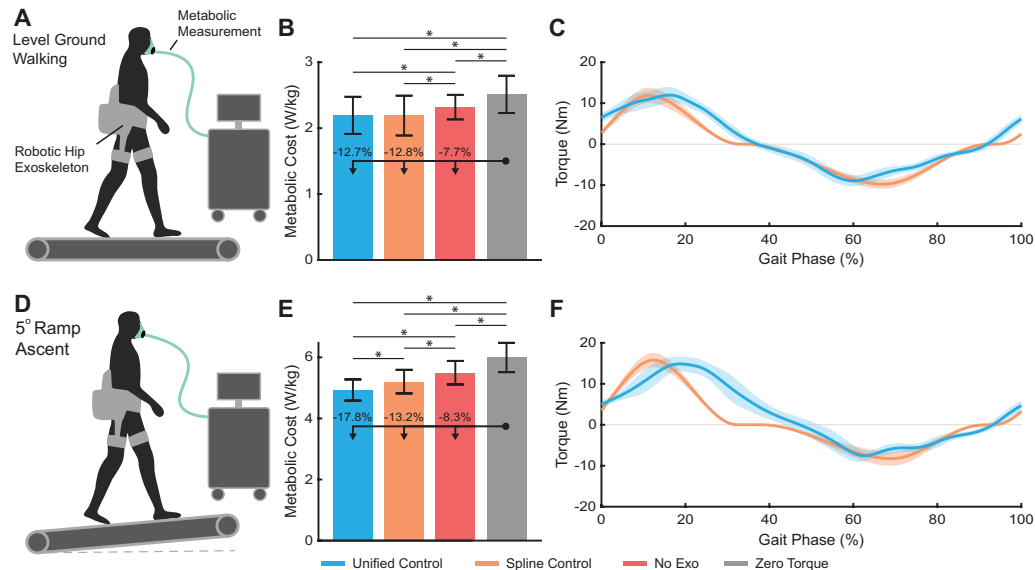 A
Level Ground
Walking
Metabolic
Measurement
Robotic Hip
Exoskeleton
B
Metabolic Cost (W/kg)
3
2
1
0
*
*
*
*
*
-12.7%
-12.8%
-7.7%
C
Torque (Nm)
20
10
0
-10
-20
0
20
40
60
80
100
Gait Phase (%)
D
5° Ramp
Ascent
E
Metabolic Cost (W/kg)
6
4
2
0
*
*
*
*
*
*
-17.8%
-13.2%
-8.3%
F
Torque (Nm)
20
10
0
-10
-20
0
20
40
60
80
100
Gait Phase (%)
Unified Control
Spline Control
No Exo
Zero Torque